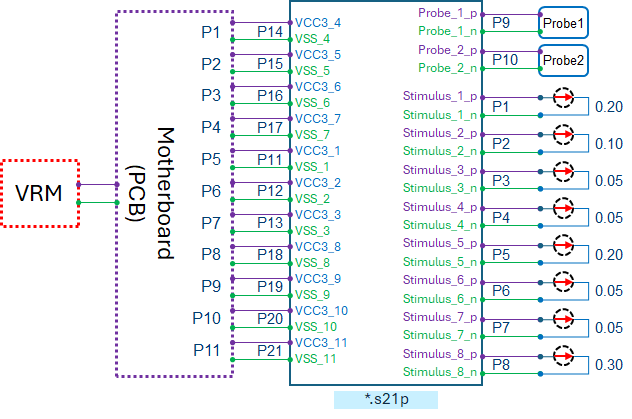 VRM
Motherboard
(PCB)
P1
P2
P3
P4
P5
P6
P7
P8
P9
P10
P11
P14
P15
P16
P17
P11
P12
P13
P18
P19
P20
P21
VCC3_4
VSS_4
VCC3_5
VSS_5
VCC3_6
VSS_6
VCC3_7
VSS_7
VCC3_1
VSS_1
VCC3_2
VSS_2
VCC3_3
VSS_3
VCC3_8
VSS_8
VCC3_9
VSS_9
VCC3_10
VSS_10
VCC3_11
VSS_11
Probe_1_p
Probe_1_n
Probe_2_p
Probe_2_n
Stimulus_1_p
Stimulus_1_n
Stimulus_2_p
Stimulus_2_n
Stimulus_3_p
Stimulus_3_n
Stimulus_4_p
Stimulus_4_n
Stimulus_5_p
Stimulus_5_n
Stimulus_6_p
Stimulus_6_n
Stimulus_7_p
Stimulus_7_n
Stimulus_8_p
Stimulus_8_n
P9
P10
P1
P2
P3
P4
P5
P6
P7
P8
Probe1
Probe2
0.20
0.10
0.05
0.05
0.20
0.05
0.05
0.30
*.s21p